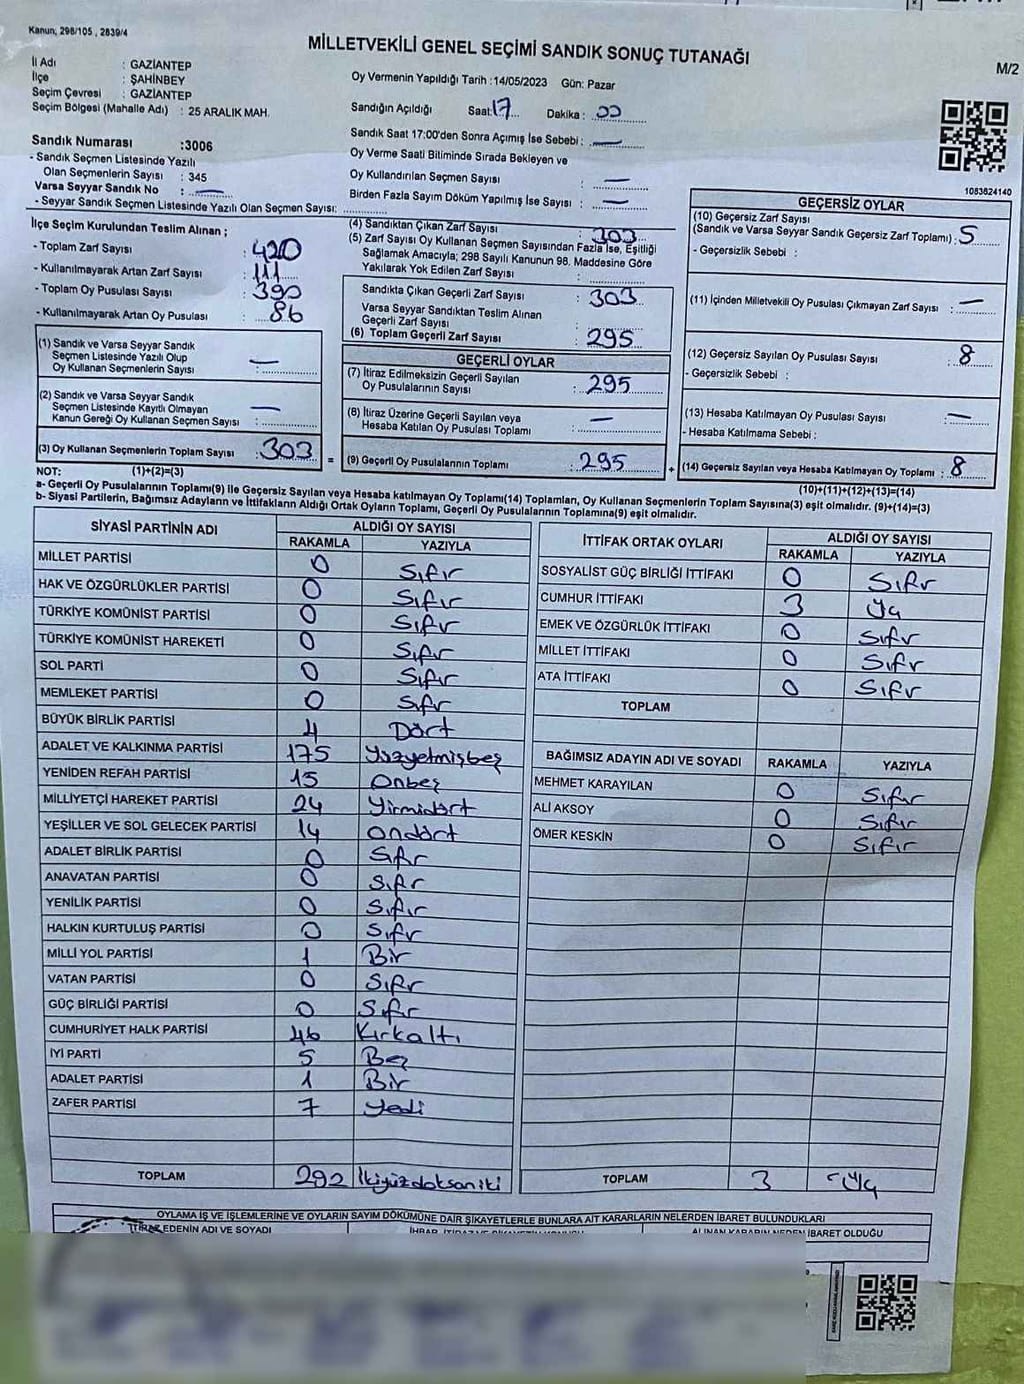 Kanun; 298/105 , 2839/4
MİLLETVEKİLİ GENEL SEÇİMİ SANDIK SONUÇ TUTANAĞI
M/2
İl Adı : GAZİANTEP
İlçe : ŞAHİNBEY
Seçim Çevresi : GAZİANTEP
Seçim Bölgesi (Mahalle Adı) : 25 ARALIK MAH.
Oy Vermenin Yapıldığı Tarih :14/05/2023 Gün: Pazar
Sandığın Açıldığı Saat: 17 Dakika : 00
Sandık Numarası :3006
- Sandık Seçmen Listesinde Yazılı
Olan Seçmenlerin Sayısı : 345
Varsa Seyyar Sandık No : —
- Seyyar Sandık Seçmen Listesinde Yazılı Olan Seçmen Sayısı:
Sandık Saat 17:00'den Sonra Açımış İse Sebebi : —
Oy Verme Saati Bitiminde Sırada Bekleyen ve
Oy Kullandırılan Seçmen Sayısı : —
Birden Fazla Sayım Döküm Yapılmış İse Sayısı : —
1083624140
İlçe Seçim Kurulundan Teslim Alınan ;
- Toplam Zarf Sayısı : 420
- Kullanılmayarak Artan Zarf Sayısı : 111
- Toplam Oy Pusulası Sayısı : 390
- Kullanılmayarak Artan Oy Pusulası : 86
(4) Sandıktan Çıkan Zarf Sayısı : 303
(5) Zarf Sayısı Oy Kullanan Seçmen Sayısından Fazla İse, Eşitliği
Sağlamak Amacıyla; 298 Sayılı Kanunun 98. Maddesine Göre
Yakılarak Yok Edilen Zarf Sayısı :
Sandıkta Çıkan Geçerli Zarf Sayısı : 303
Varsa Seyyar Sandıktan Teslim Alınan
Geçerli Zarf Sayısı :
(6) Toplam Geçerli Zarf Sayısı : 295
GEÇERSİZ OYLAR
(10) Geçersiz Zarf Sayısı
(Sandık ve Varsa Seyyar Sandık Geçersiz Zarf Toplamı) : 5
- Geçersizlik Sebebi :
(11) İçinden Milletvekili Oy Pusulası Çıkmayan Zarf Sayısı : —
(12) Geçersiz Sayılan Oy Pusulası Sayısı : 8
- Geçersizlik Sebebi :
(13) Hesaba Katılmayan Oy Pusulası Sayısı : —
- Hesaba Katılmama Sebebi :
(1) Sandık ve Varsa Seyyar Sandık
Seçmen Listesinde Yazılı Olup
Oy Kullanan Seçmenlerin Sayısı : —
(2) Sandık ve Varsa Seyyar Sandık
Seçmen Listesinde Kayıtlı Olmayan
Kanun Gereği Oy Kullanan Seçmen Sayısı : —
(3) Oy Kullanan Seçmenlerin Toplam Sayısı : 303
GEÇERLİ OYLAR
(7) İtiraz Edilmeksizin Geçerli Sayılan
Oy Pusulalarının Sayısı : 295
(8) İtiraz Üzerine Geçerli Sayılan veya
Hesaba Katılan Oy Pusulası Toplamı : —
= (9) Geçerli Oy Pusulalarının Toplamı : 295
+ (14) Geçersiz Sayılan veya Hesaba Katılmayan Oy Toplamı : 8
NOT: (1)+(2)=(3)
(10)+(11)+(12)+(13)=(14)
a- Geçerli Oy Pusulalarının Toplamı(9) ile Geçersiz Sayılan veya Hesaba katılmayan Oy Toplamı(14) Toplamları, Oy Kullanan Seçmenlerin Toplam Sayısına(3) eşit olmalıdır. (9)+(14)=(3)
b- Siyasi Partilerin, Bağımsız Adayların ve İttifakların Aldığı Ortak Oyların Toplamı, Geçerli Oy Pusulalarının Toplamına(9) eşit olmalıdır.
SİYASİ PARTİNİN ADI ALDIĞI OY SAYISI
RAKAMLA YAZIYLA
MİLLET PARTİSİ 0 Sıfır
HAK VE ÖZGÜRLÜKLER PARTİSİ 0 Sıfır
TÜRKİYE KOMÜNİST PARTİSİ 0 Sıfır
TÜRKİYE KOMÜNİST HAREKETİ 0 Sıfır
SOL PARTİ 0 Sıfır
MEMLEKET PARTİSİ 0 Sıfır
BÜYÜK BİRLİK PARTİSİ 4 Dört
ADALET VE KALKINMA PARTİSİ 175 Yüzyetmişbeş
YENİDEN REFAH PARTİSİ 15 Onbeş
MİLLİYETÇİ HAREKET PARTİSİ 24 Yirmidört
YEŞİLLER VE SOL GELECEK PARTİSİ 14 Ondört
ADALET BİRLİK PARTİSİ 0 Sıfır
ANAVATAN PARTİSİ 0 Sıfır
YENİLİK PARTİSİ 0 Sıfır
HALKIN KURTULUŞ PARTİSİ 0 Sıfır
MİLLİ YOL PARTİSİ 1 Bir
VATAN PARTİSİ 0 Sıfır
GÜÇ BİRLİĞİ PARTİSİ 0 Sıfır
CUMHURİYET HALK PARTİSİ 46 Kırkaltı
İYİ PARTİ 5 Beş
ADALET PARTİSİ 1 Bir
ZAFER PARTİSİ 7 Yedi
TOPLAM 292 İkiyüzdoksaniki
İTTİFAK ORTAK OYLARI ALDIĞI OY SAYISI
RAKAMLA YAZIYLA
SOSYALİST GÜÇ BİRLİĞİ İTTİFAKI 0 Sıfır
CUMHUR İTTİFAKI 3 Üç
EMEK VE ÖZGÜRLÜK İTTİFAKI 0 Sıfır
MİLLET İTTİFAKI 0 Sıfır
ATA İTTİFAKI 0 Sıfır
TOPLAM
BAĞIMSIZ ADAYIN ADI VE SOYADI RAKAMLA YAZIYLA
MEHMET KARAYILAN 0 Sıfır
ALİ AKSOY 0 Sıfır
ÖMER KESKİN 0 Sıfır
TOPLAM 3 Üç
OYLAMA İŞ VE İŞLEMLERİNE VE OYLARIN SAYIM DÖKÜMÜNE DAİR ŞİKAYETLERLE BUNLARA AİT KARARLARIN NELERDEN İBARET BULUNDUKLARI
İTİRAZ EDENİN ADI VE SOYADI
ALINAN KARARIN NEDEN İBARET OLDUĞU